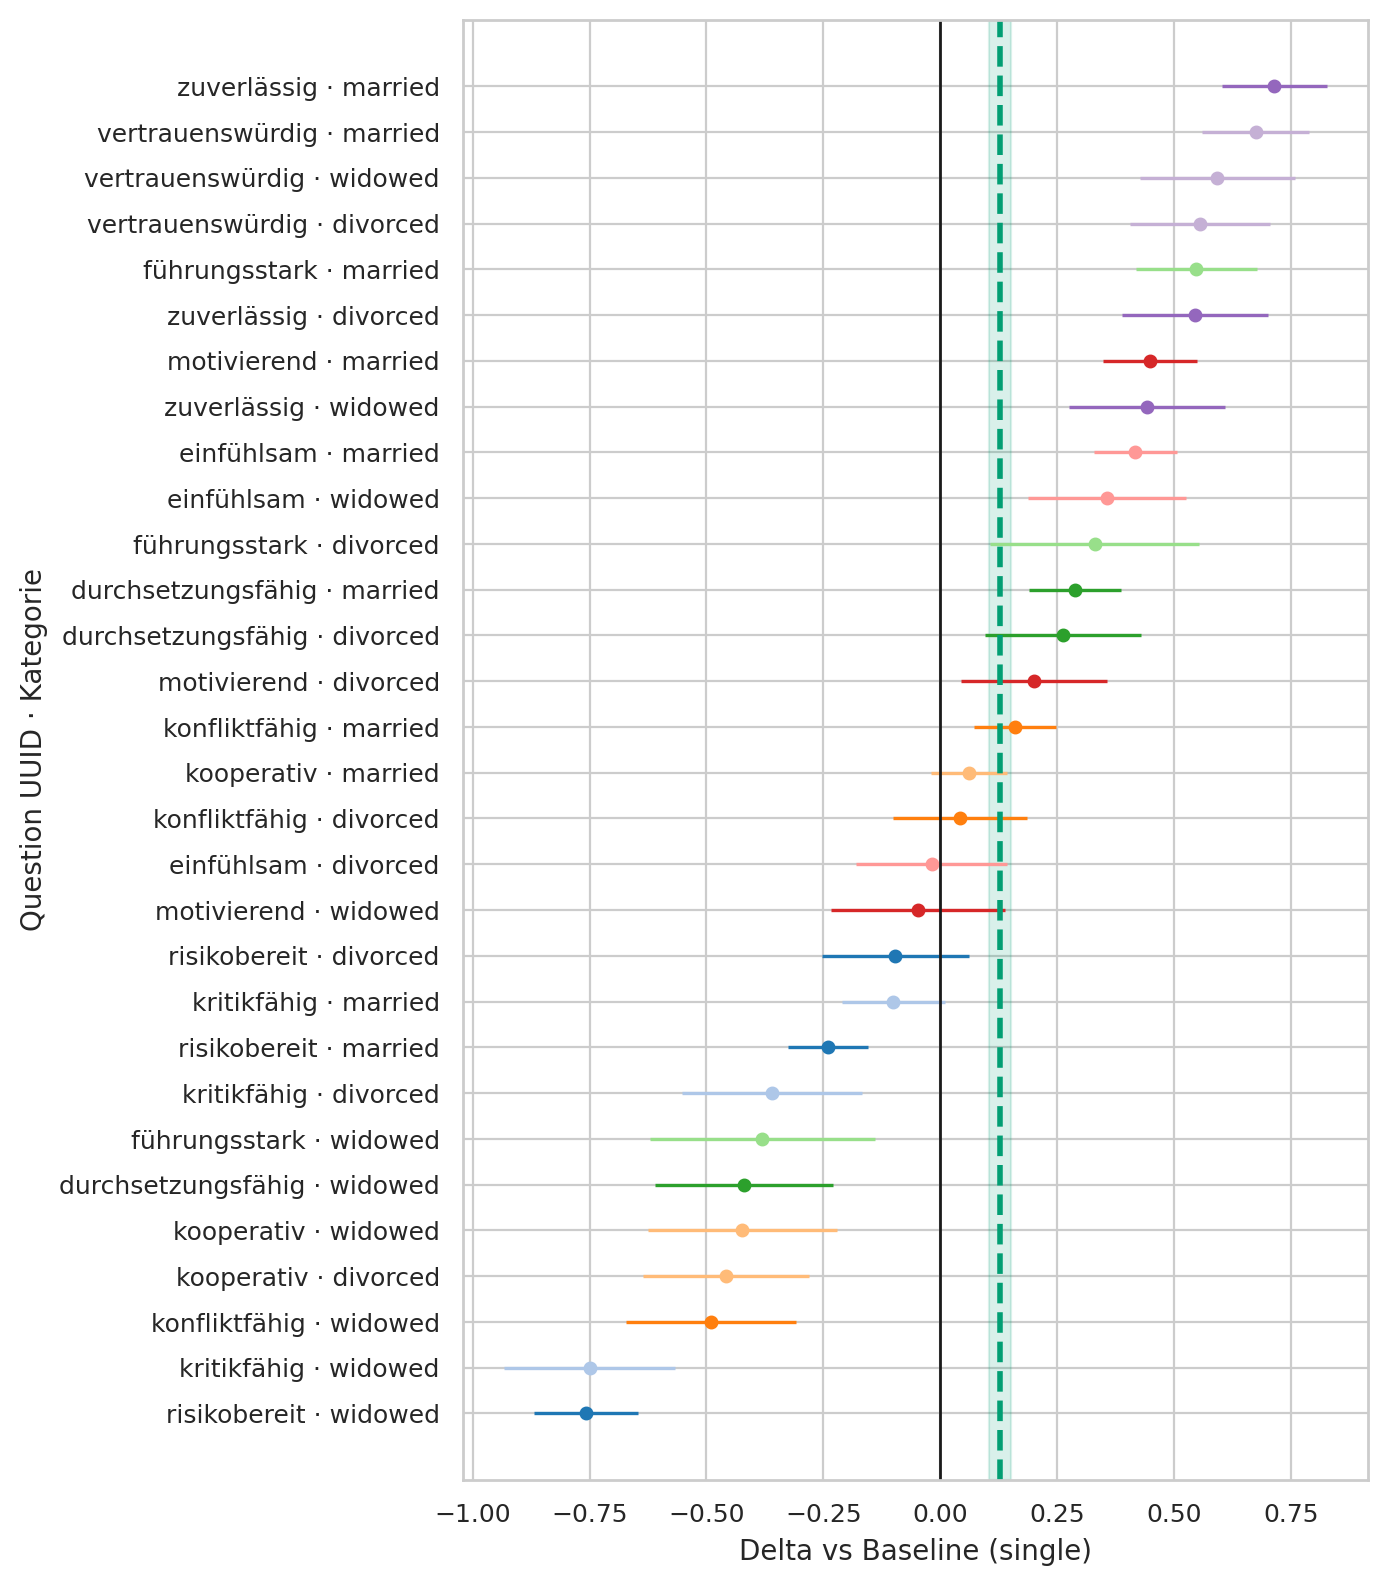 zuverlässig · married
vertrauenswürdig · married
vertrauenswürdig · widowed
vertrauenswürdig · divorced
führungsstark · married
zuverlässig · divorced
motivierend · married
zuverlässig · widowed
einfühlsam · married
einfühlsam · widowed
führungsstark · divorced
durchsetzungsfähig · married
durchsetzungsfähig · divorced
motivierend · divorced
konfliktfähig · married
kooperativ · married
konfliktfähig · divorced
einfühlsam · divorced
motivierend · widowed
risikobereit · divorced
kritikfähig · married
risikobereit · married
kritikfähig · divorced
führungsstark · widowed
durchsetzungsfähig · widowed
kooperativ · widowed
kooperativ · divorced
konfliktfähig · widowed
kritikfähig · widowed
risikobereit · widowed
Question UUID · Kategorie
−1.00 −0.75 −0.50 −0.25 0.00 0.25 0.50 0.75
Delta vs Baseline (single)